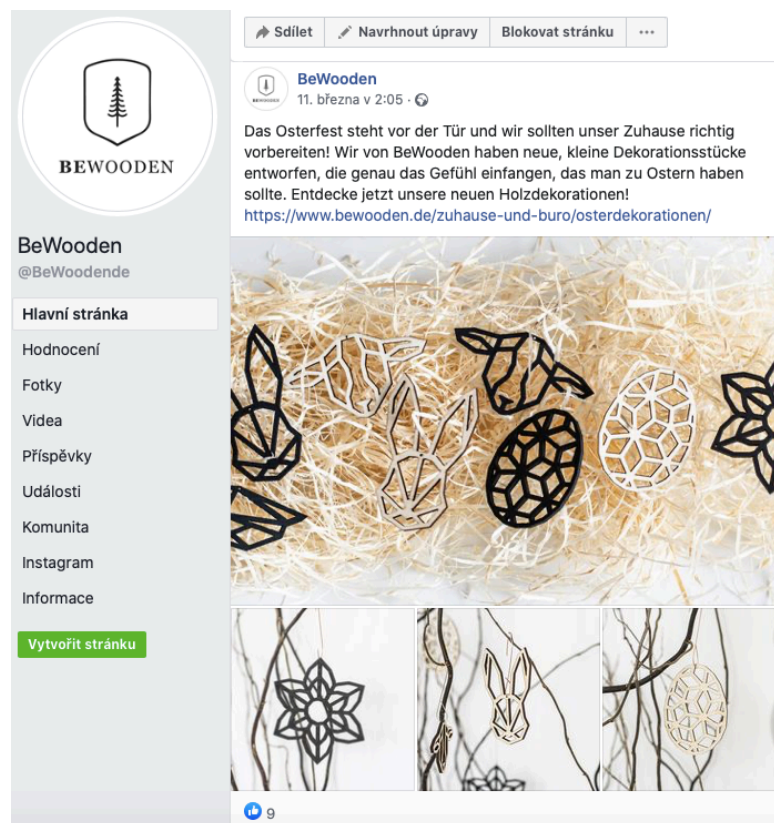 BEWOODEN
BeWooden
@BeWoodende
Hlavní stránka
Hodnocení
Fotky
Videa
Příspěvky
Události
Komunita
Instagram
Informace
Vytvořit stránku
Sdílet
Navrhnout úpravy
Blokovat stránku
BEWOODEN
BeWooden
11. března v 2:05 ·
Das Osterfest steht vor der Tür und wir sollten unser Zuhause richtig
vorbereiten! Wir von BeWooden haben neue, kleine Dekorationsstücke
entworfen, die genau das Gefühl einfangen, das man zu Ostern haben
sollte. Entdecke jetzt unsere neuen Holzdekorationen!
https://www.bewooden.de/zuhause-und-buro/osterdekorationen/
9